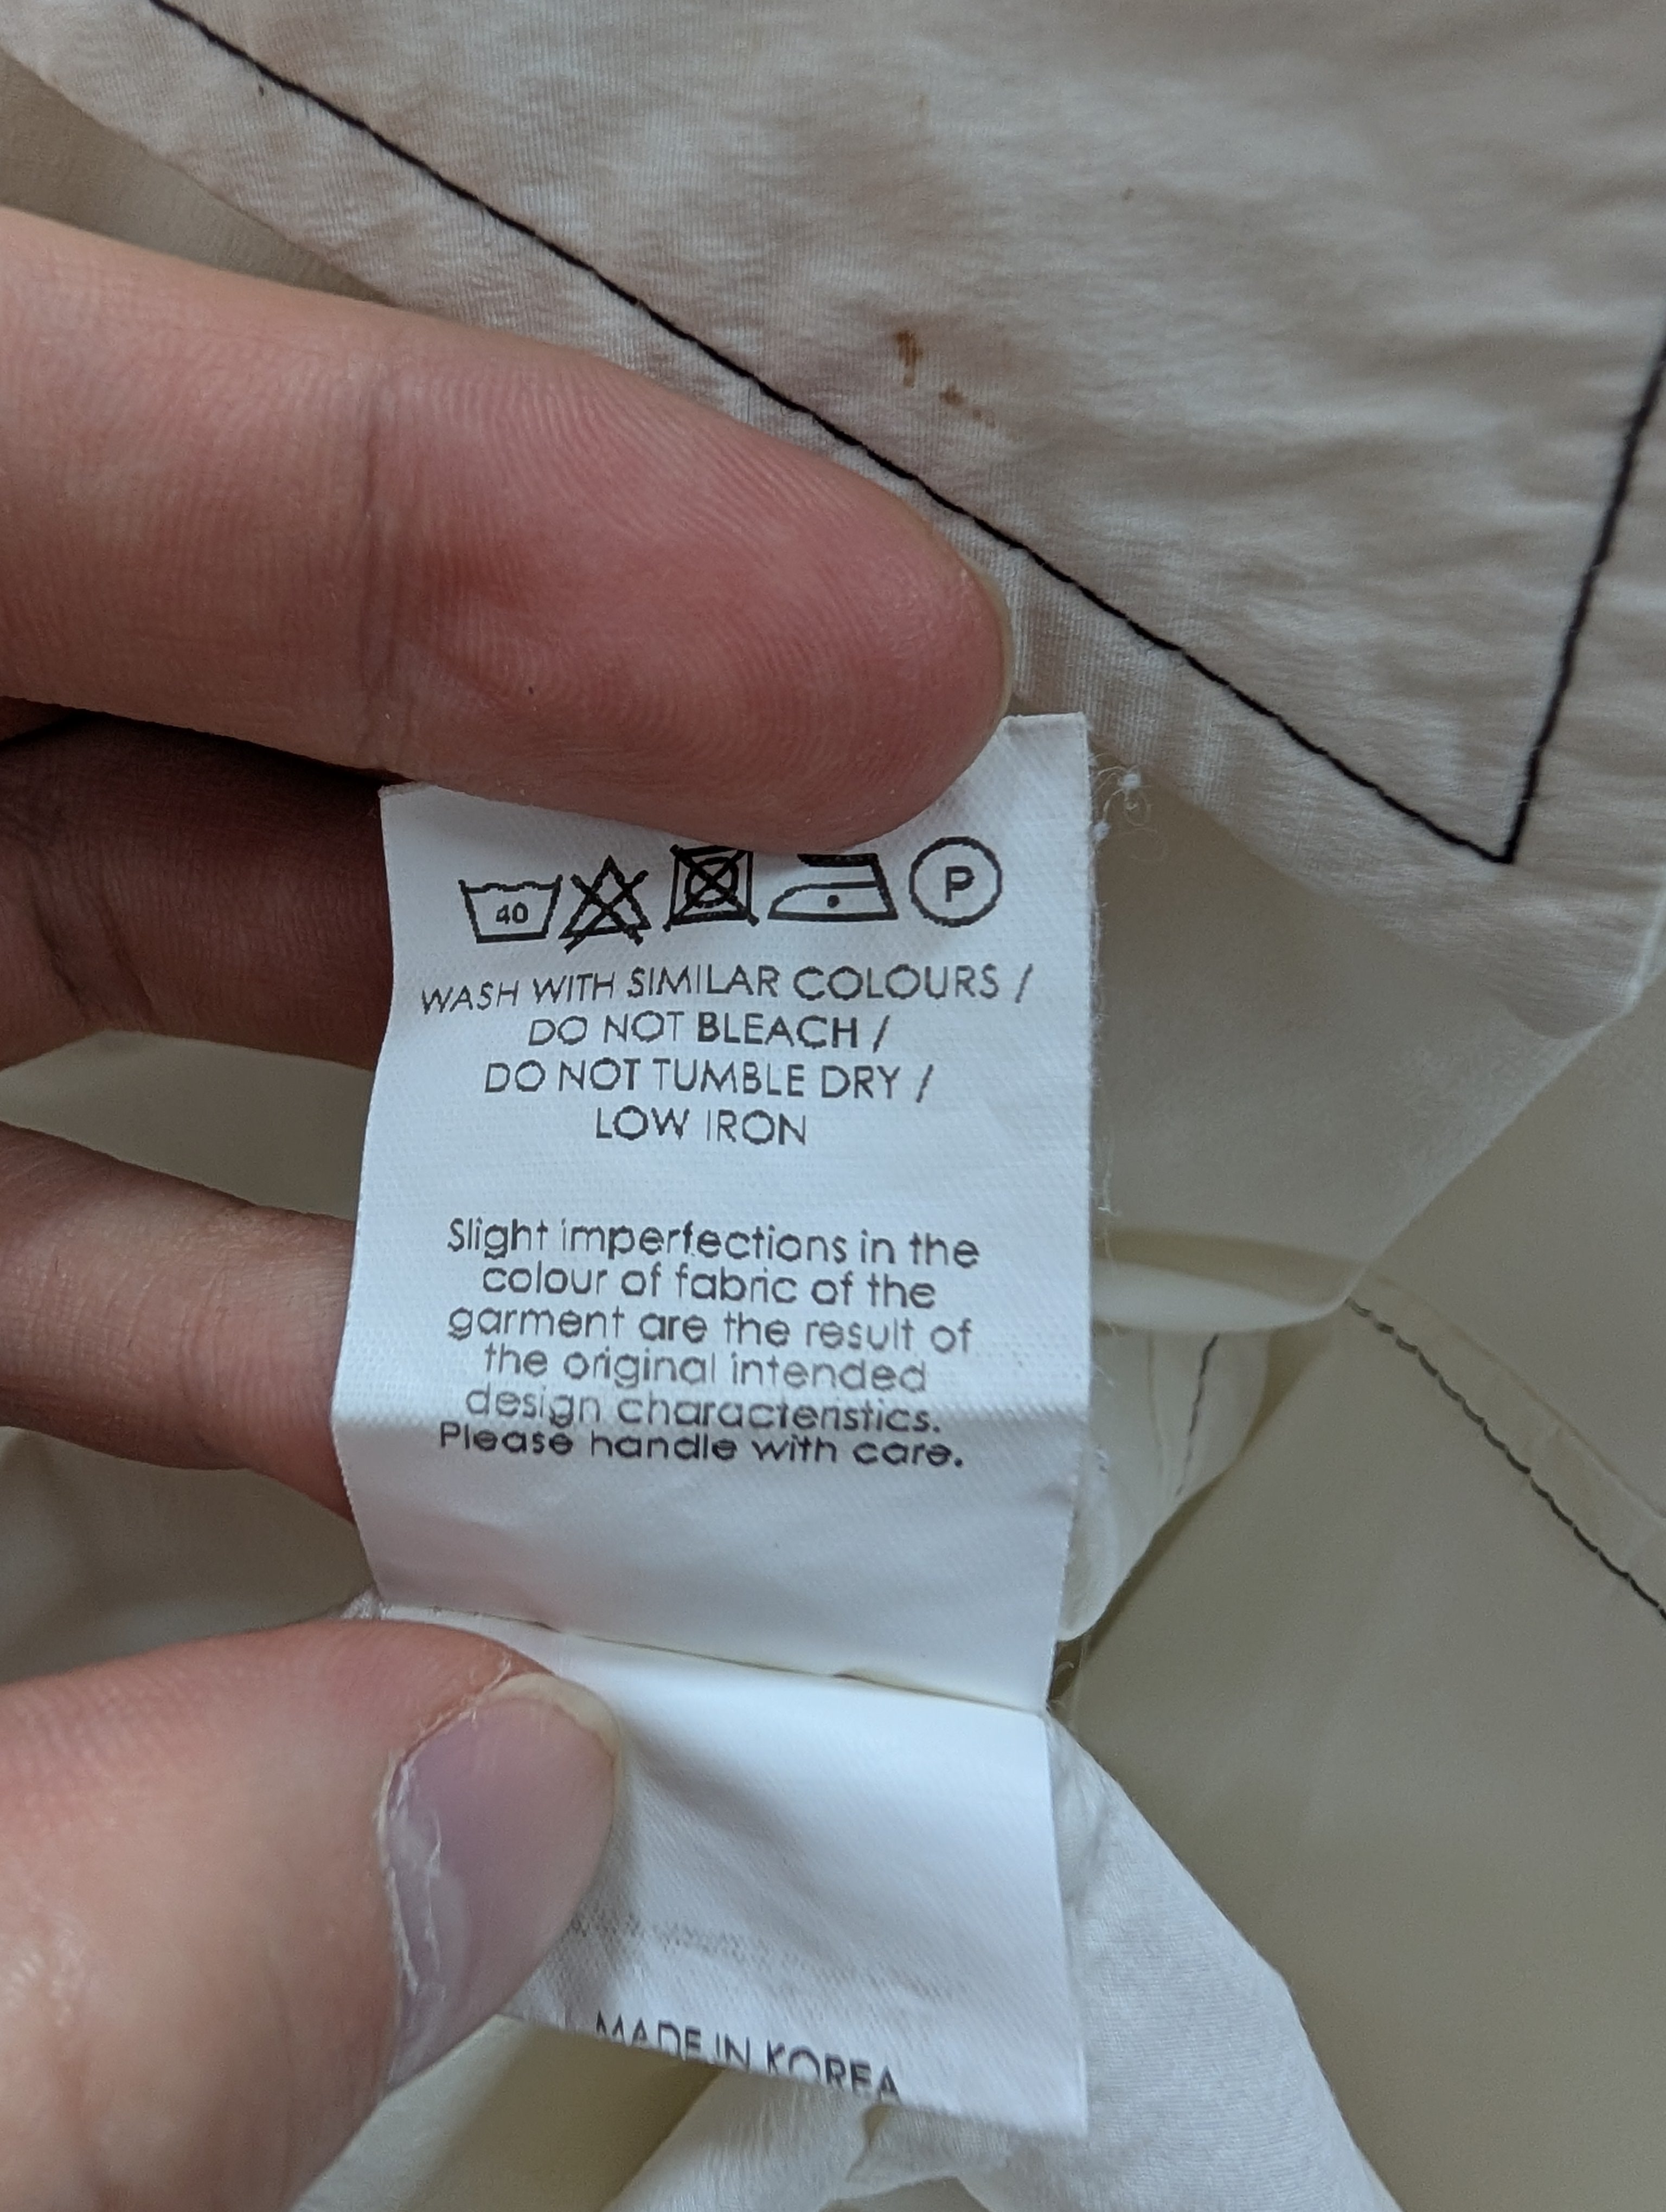 40 P
WASH WITH SIMILAR COLOURS /
DO NOT BLEACH /
DO NOT TUMBLE DRY /
LOW IRON
Slight imperfections in the
colour of fabric of the
garment are the result of
the original intended
design characteristics.
Please handle with care.
MADE IN KOREA